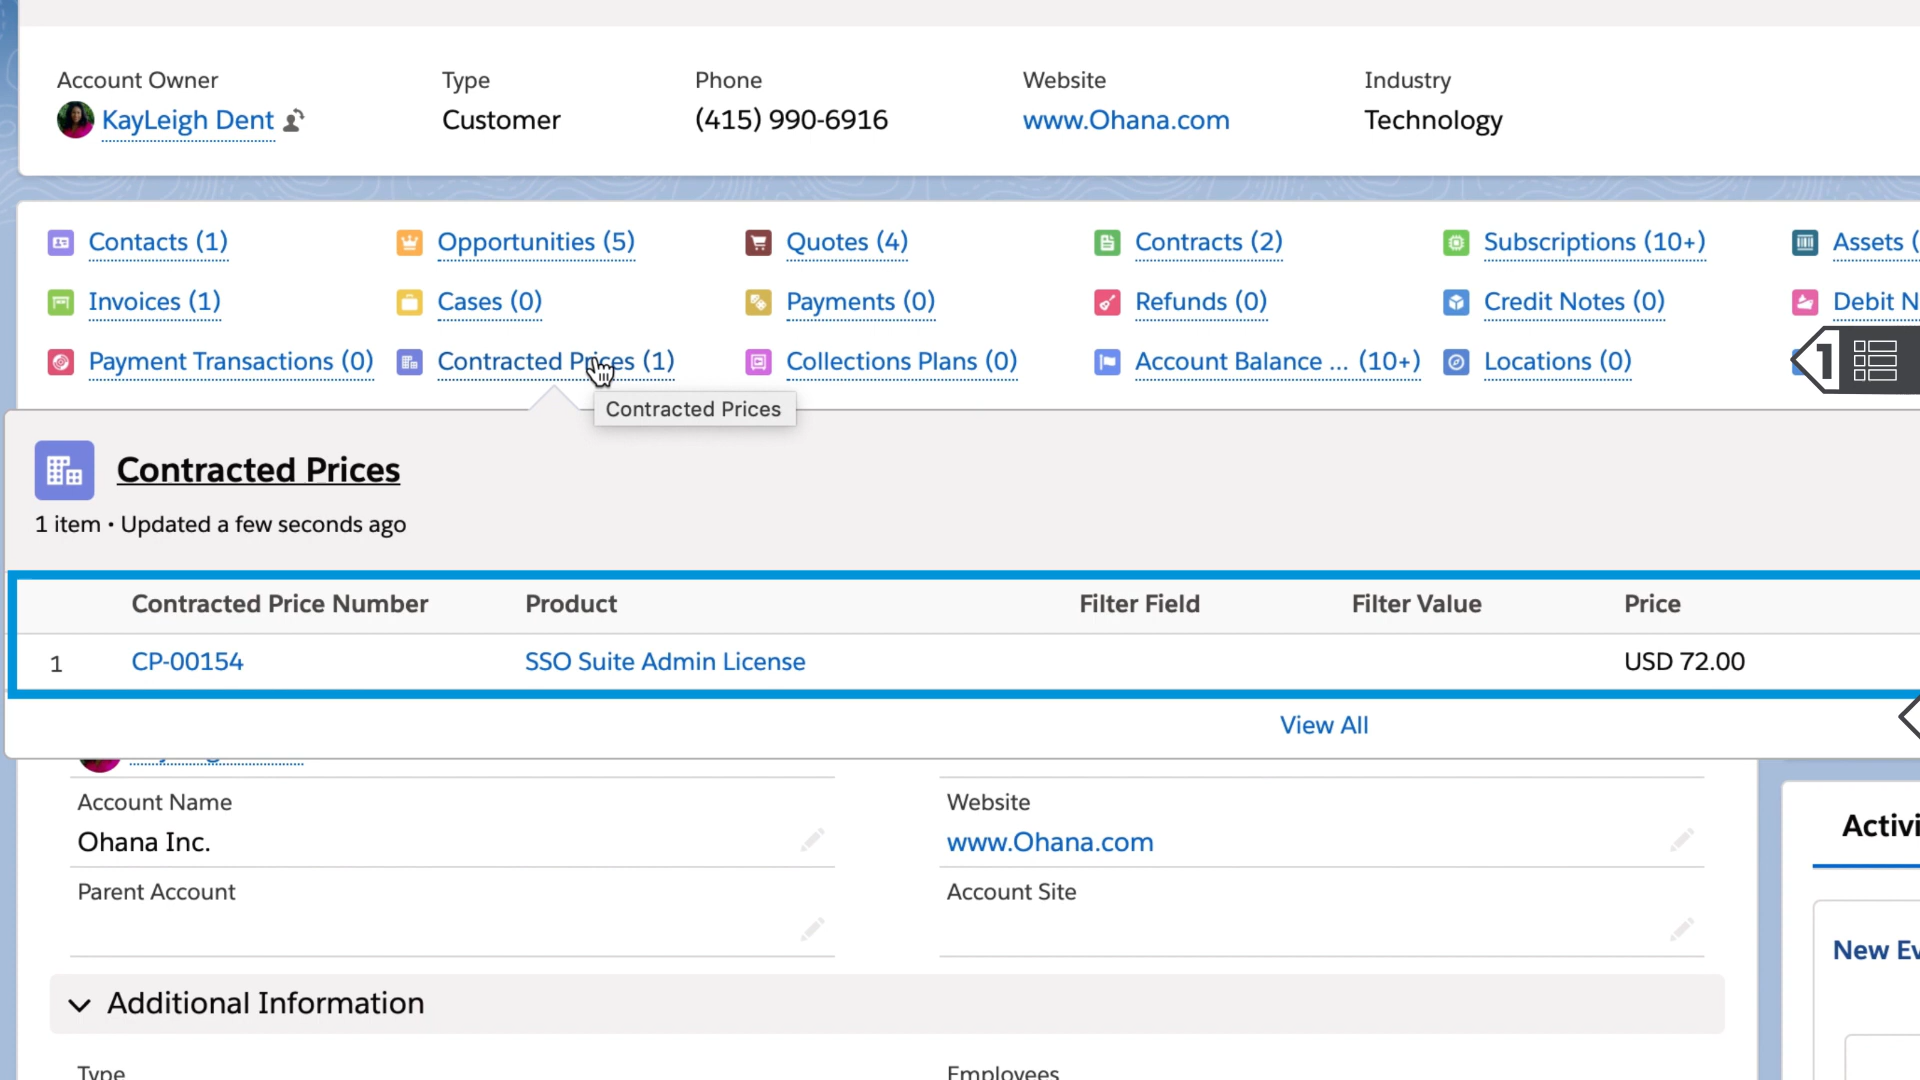 Account Owner Type Phone Website Industry
KayLeigh Dent Customer (415) 990-6916 www.Ohana.com Technology
Contacts (1) Opportunities (5) Quotes (4) Contracts (2) Subscriptions (10+) Assets (
Invoices (1) Cases (0) Payments (0) Refunds (0) Credit Notes (0) Debit N
Payment Transactions (0) Contracted Prices (1) Collections Plans (0) Account Balance ... (10+) Locations (0) 1
Contracted Prices
Contracted Prices
1 item • Updated a few seconds ago
Contracted Price Number Product Filter Field Filter Value Price
1 CP-00154 SSO Suite Admin License USD 72.00
View All
Account Name Website
Ohana Inc. www.Ohana.com
Parent Account Account Site
Activi
New Ev
Additional Information
Type Employees